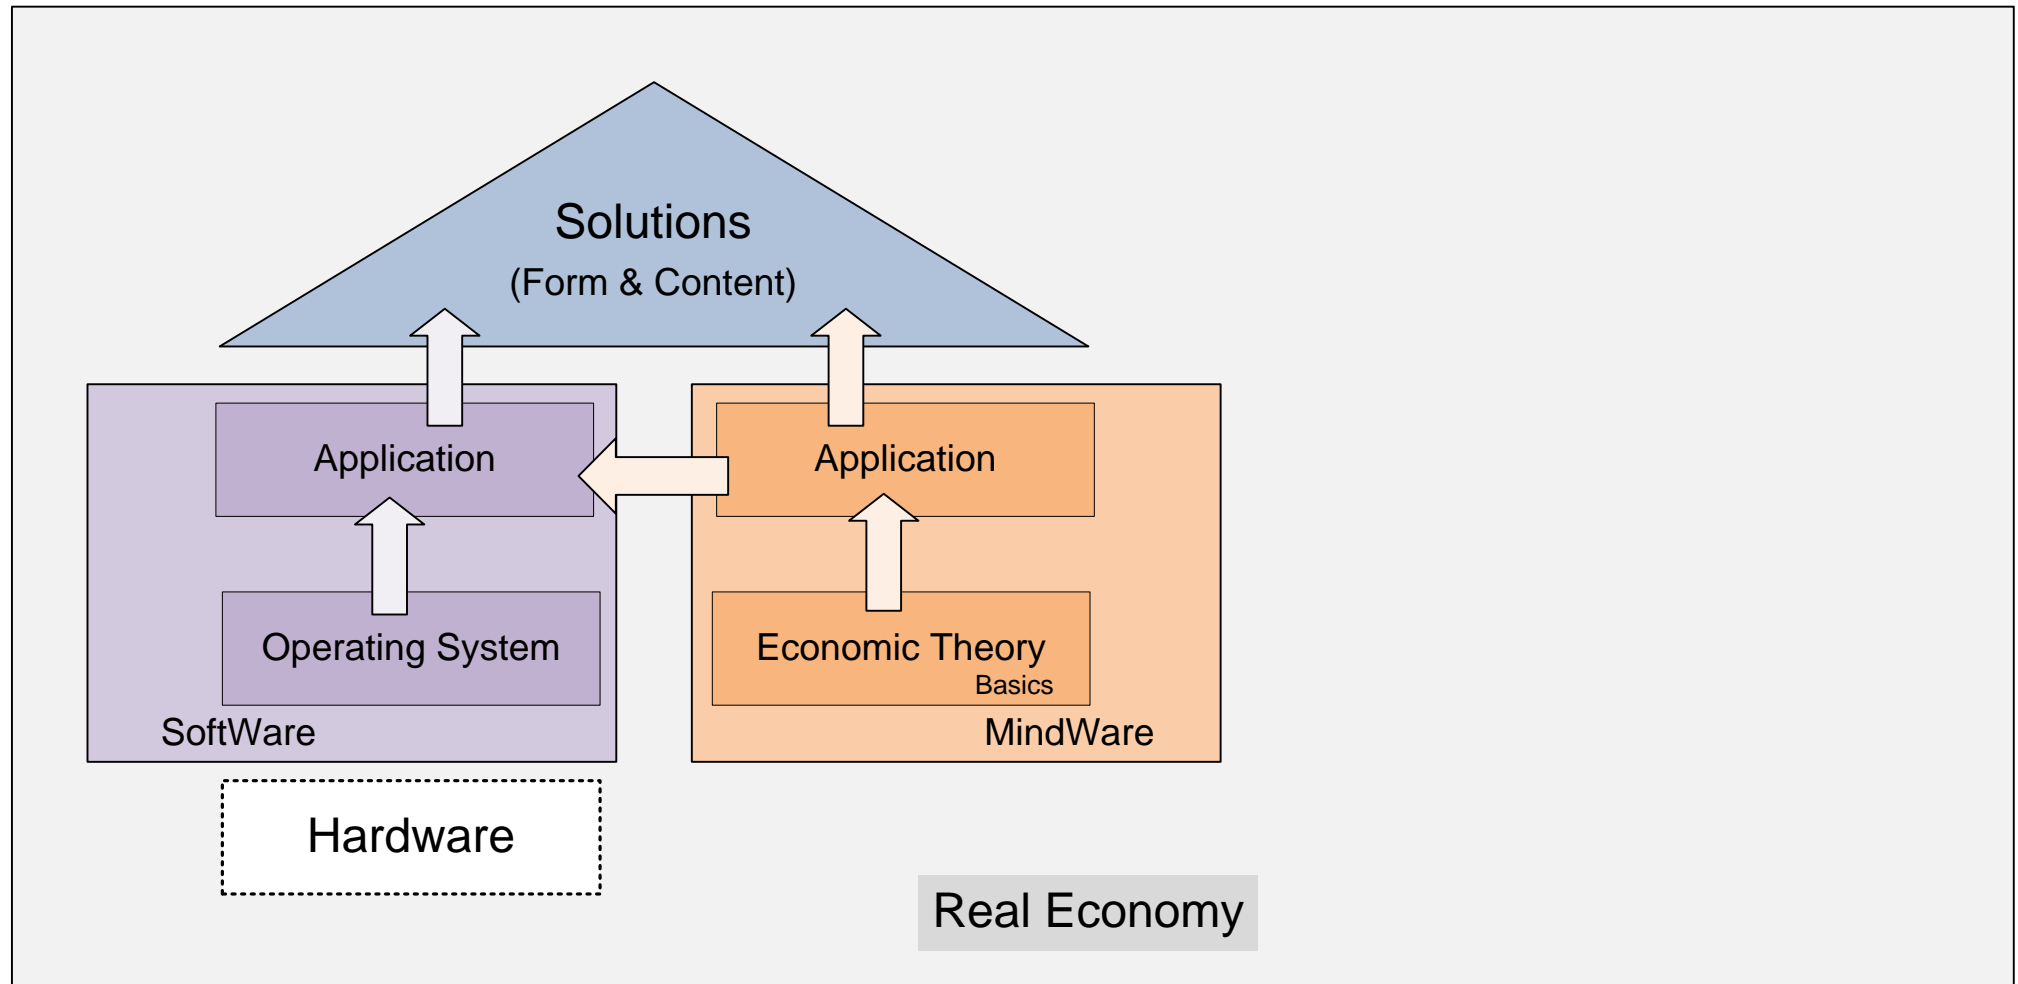 Solutions
(Form & Content)
Application
Application
Operating System
Economic Theory
Basics
SoftWare
MindWare
Hardware
Real Economy